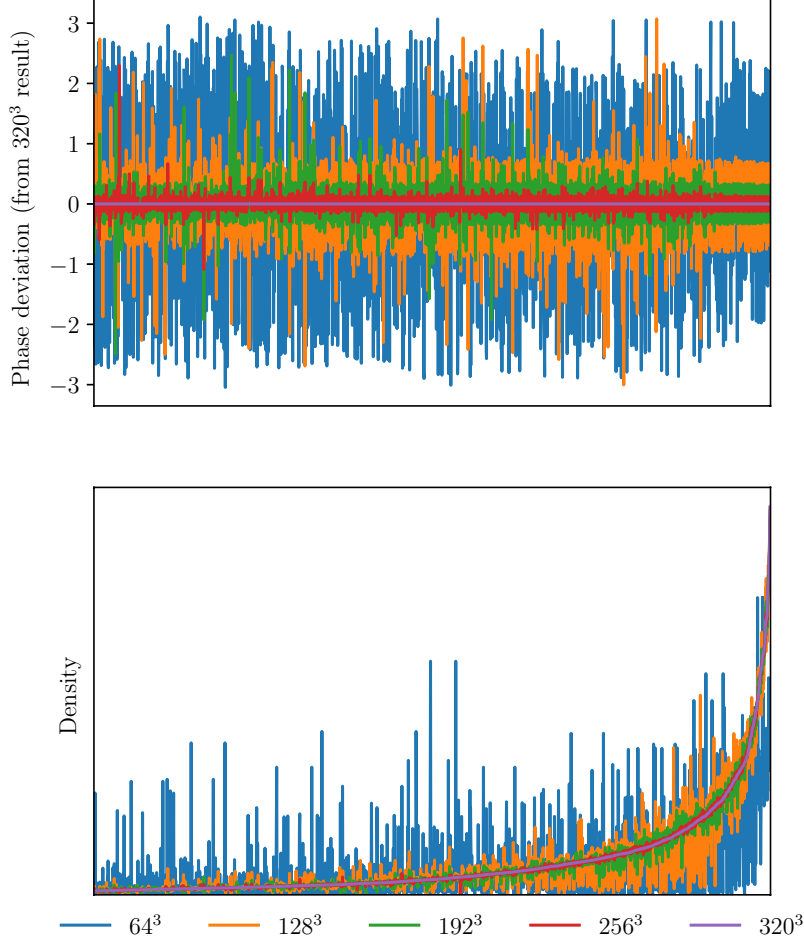 Phase deviation (from 320³ result)
3
2
1
0
−1
−2
−3
Density
64³ 128³ 192³ 256³ 320³